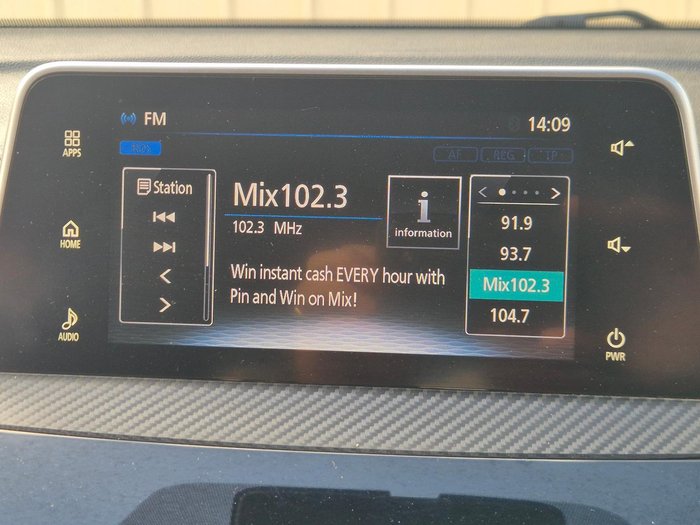 FM
14:09
APPS
RDS
AF REG TP
Station
Mix102.3
102.3 MHz
i
information
91.9
93.7
Mix102.3
104.7
HOME
Win instant cash EVERY hour with
Pin and Win on Mix!
AUDIO
PWR